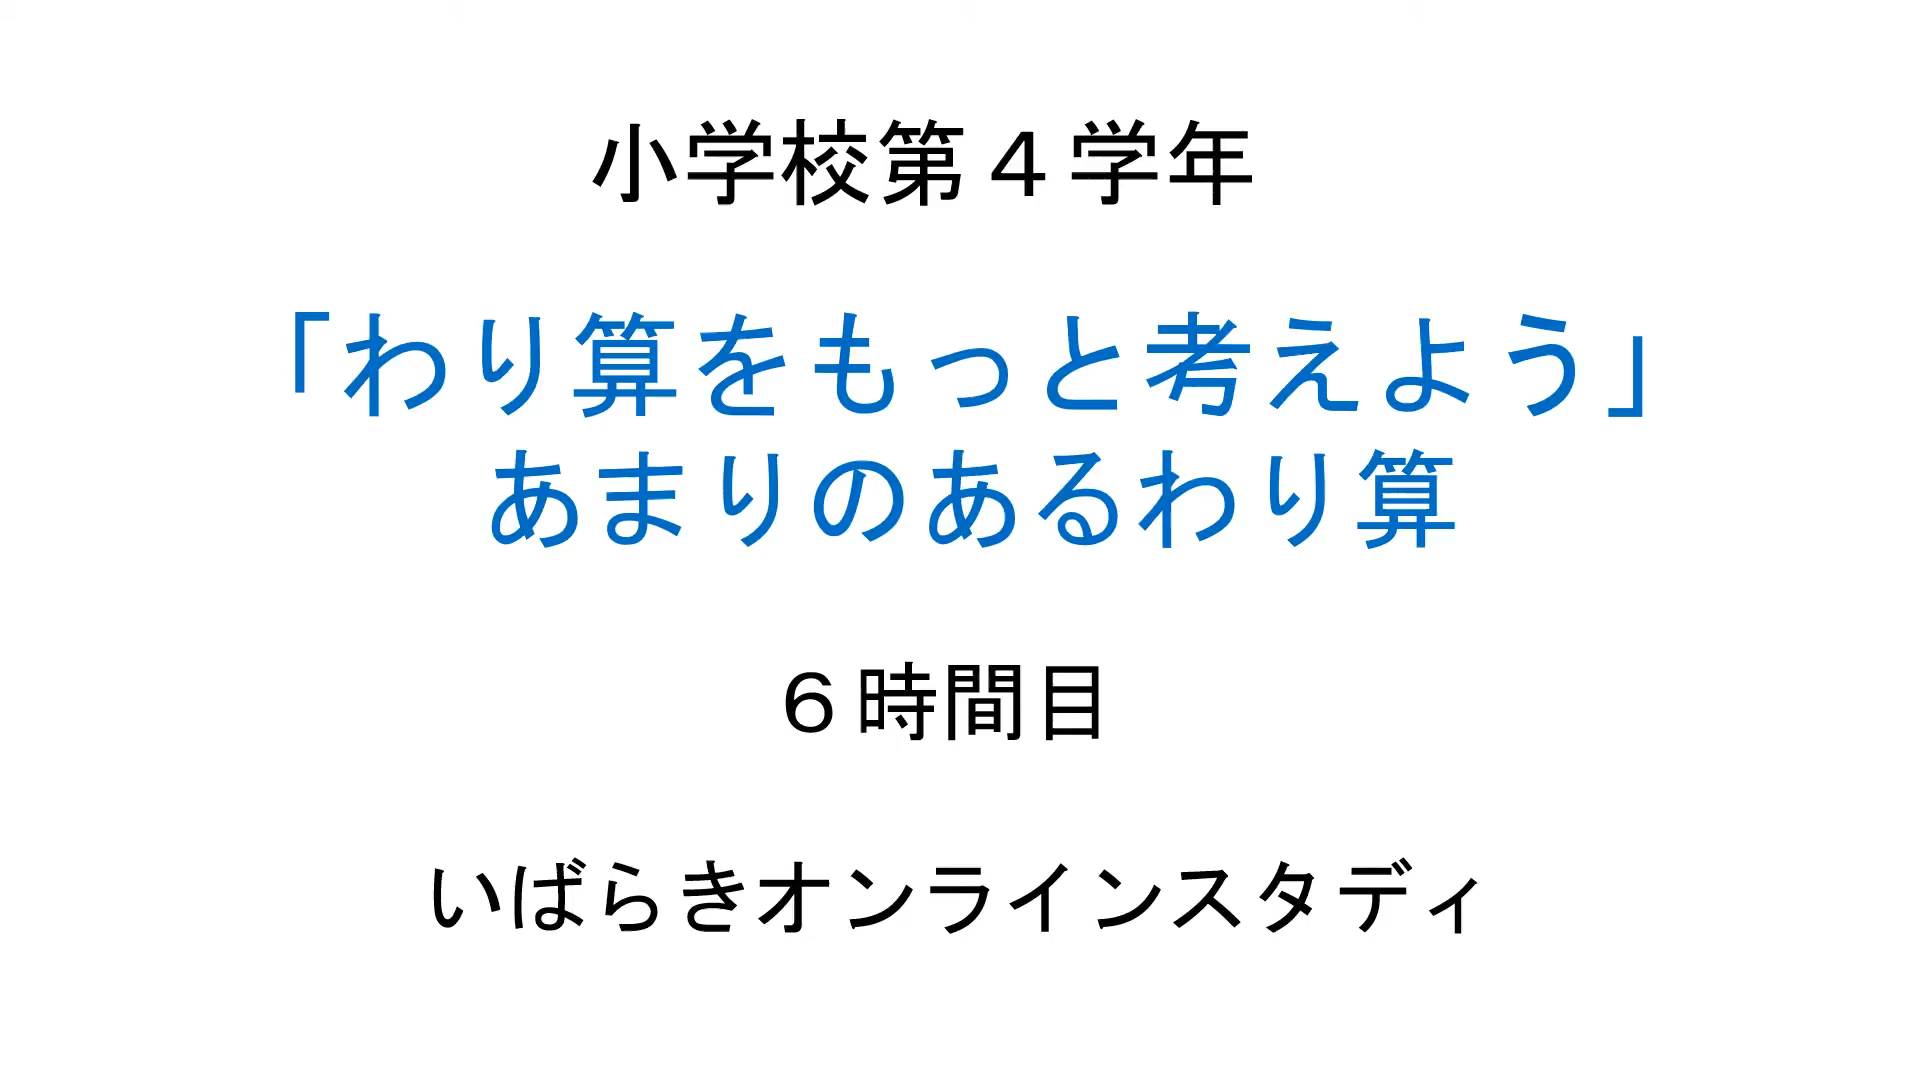 小学校第４学年
「わり算をもっと考えよう」
あまりのあるわり算
６時間目
いばらきオンラインスタディ